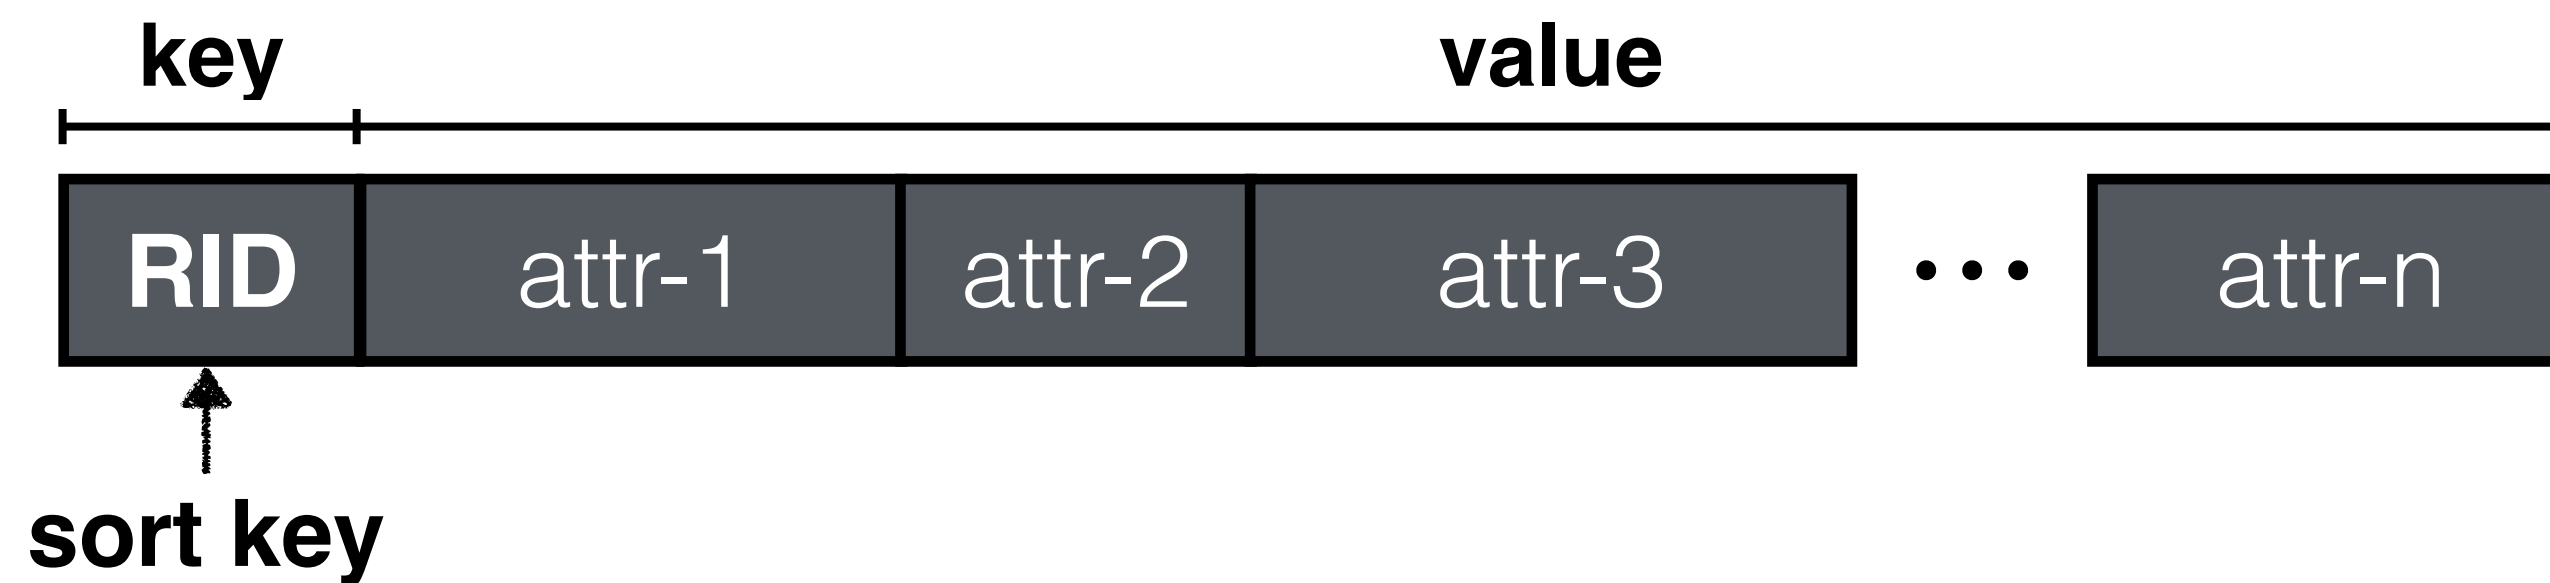 key value
RID attr-1 attr-2 attr-3 ... attr-n
sort key